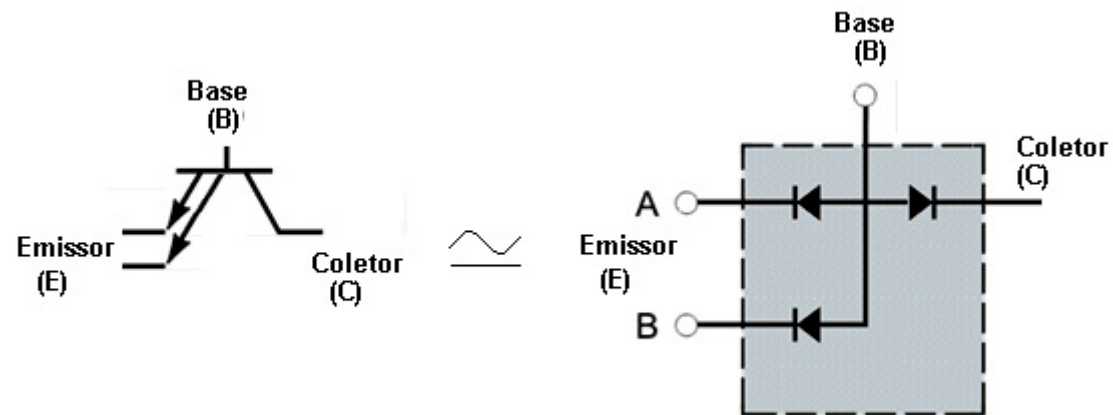 Base
(B)
Emissor
(E)
Coletor
(C)
Base
(B)
Coletor
(C)
A
Emissor
(E)
B